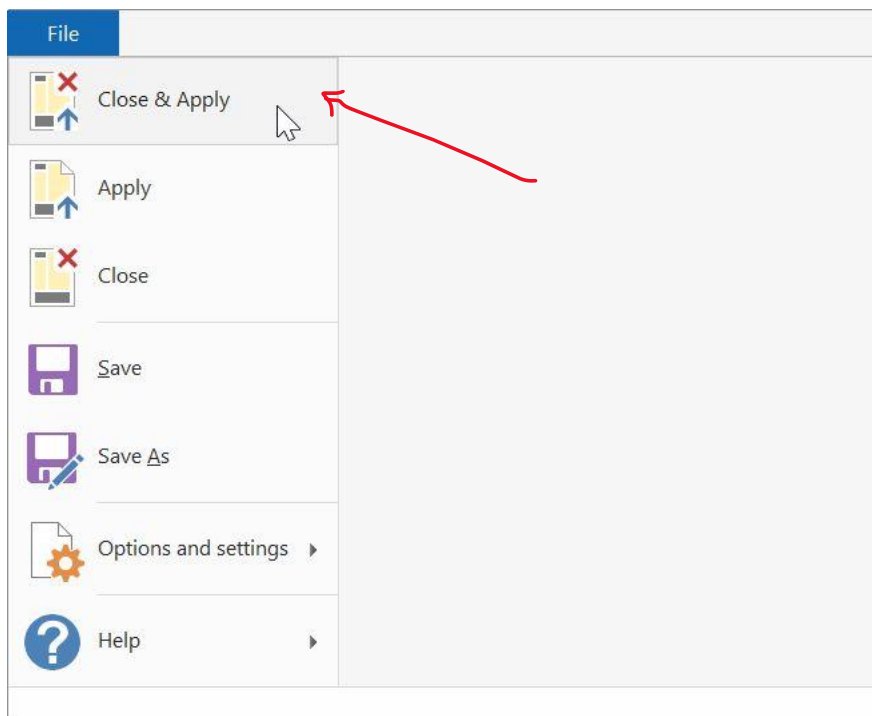 File
Close & Apply
Apply
Close
Save
Save As
Options and settings
Help